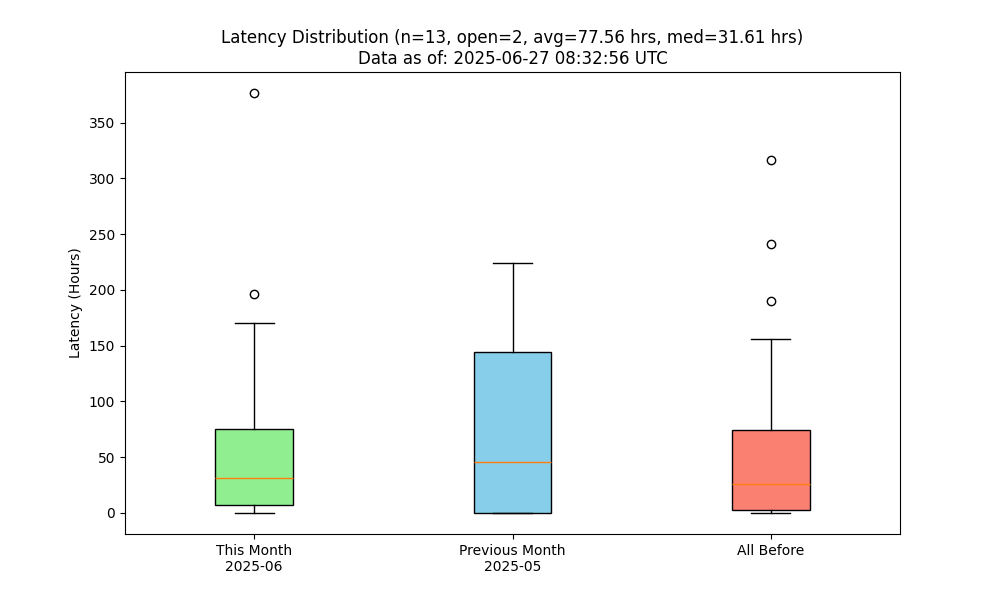 Latency Distribution (n=13, open=2, avg=77.56 hrs, med=31.61 hrs)
Data as of: 2025-06-27 08:32:56 UTC
Latency (Hours)
350
300
250
200
150
100
50
0
This Month
2025-06
Previous Month
2025-05
All Before